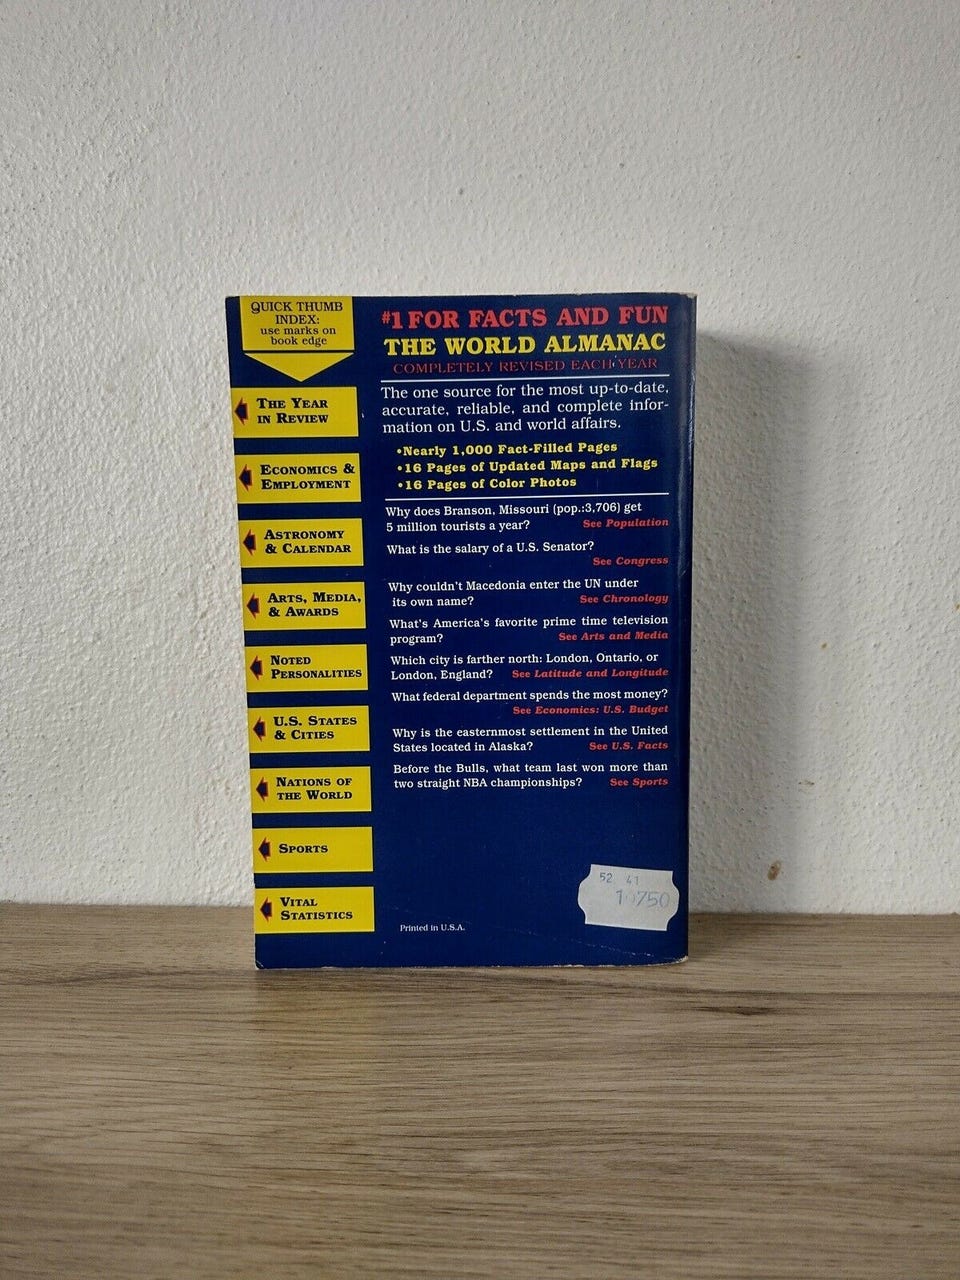 QUICK THUMB
INDEX:
use marks on
book edge
THE YEAR
IN REVIEW
ECONOMICS &
EMPLOYMENT
ASTRONOMY
& CALENDAR
ARTS, MEDIA,
& AWARDS
NOTED
PERSONALITIES
U.S. STATES
& CITIES
NATIONS OF
THE WORLD
SPORTS
VITAL
STATISTICS
#1 FOR FACTS AND FUN
THE WORLD ALMANAC
COMPLETELY REVISED EACH YEAR
The one source for the most up-to-date,
accurate, reliable, and complete infor-
mation on U.S. and world affairs.
•Nearly 1,000 Fact-Filled Pages
•16 Pages of Updated Maps and Flags
•16 Pages of Color Photos
Why does Branson, Missouri (pop.:3,706) get
5 million tourists a year? See Population
What is the salary of a U.S. Senator?
See Congress
Why couldn't Macedonia enter the UN under
its own name? See Chronology
What's America's favorite prime time television
program? See Arts and Media
Which city is farther north: London, Ontario, or
London, England? See Latitude and Longitude
What federal department spends the most money?
See Economics: U.S. Budget
Why is the easternmost settlement in the United
States located in Alaska? See U.S. Facts
Before the Bulls, what team last won more than
two straight NBA championships? See Sports
52 41
Printed in U.S.A.